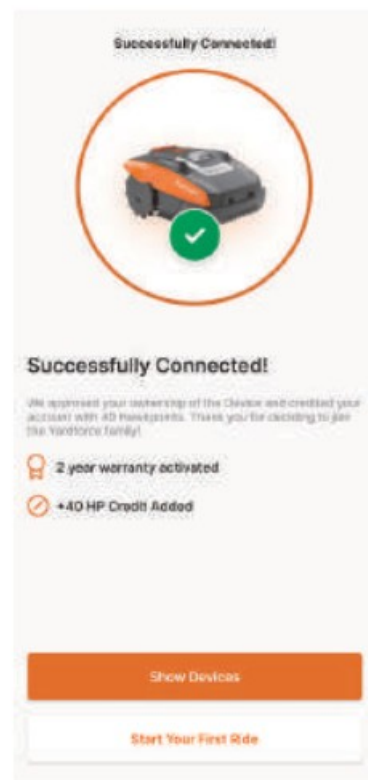 Successfully Connected!
Successfully Connected!
We approved your ownership of the Device and credited your
account with 40 Hawkpoints. Thank you for deciding to join
the Yardforce family!
2 year warranty activated
+40 HP Credit Added
Show Devices
Start Your First Ride